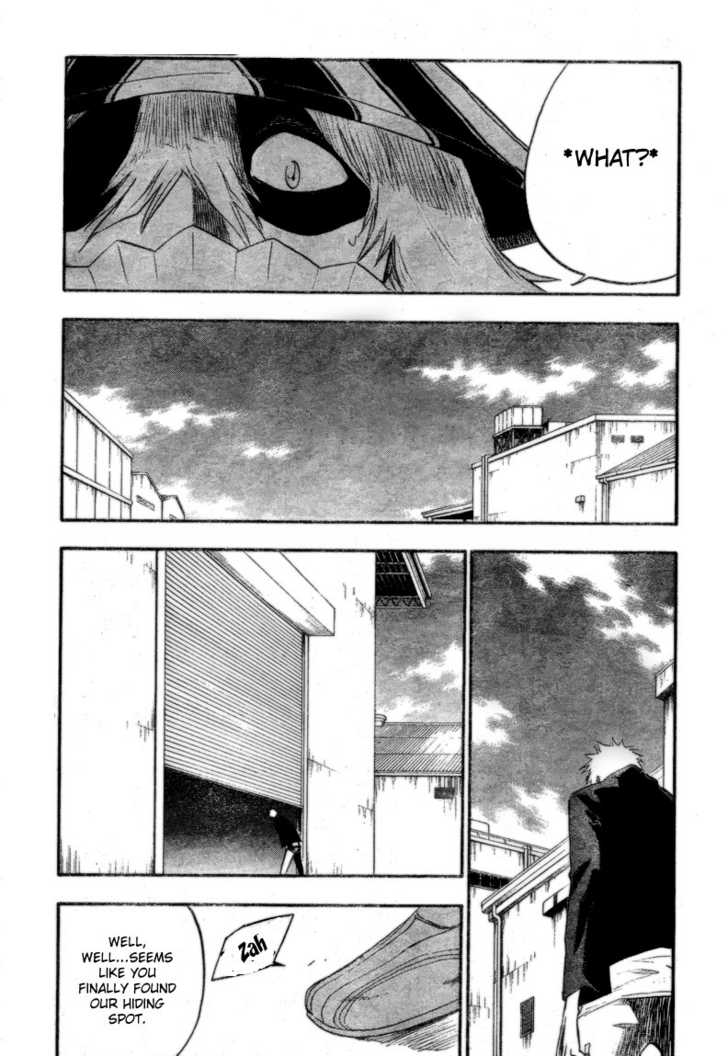 *WHAT?*
Zah
WELL,
WELL...SEEMS
LIKE YOU
FINALLY FOUND
OUR HIDING
SPOT.